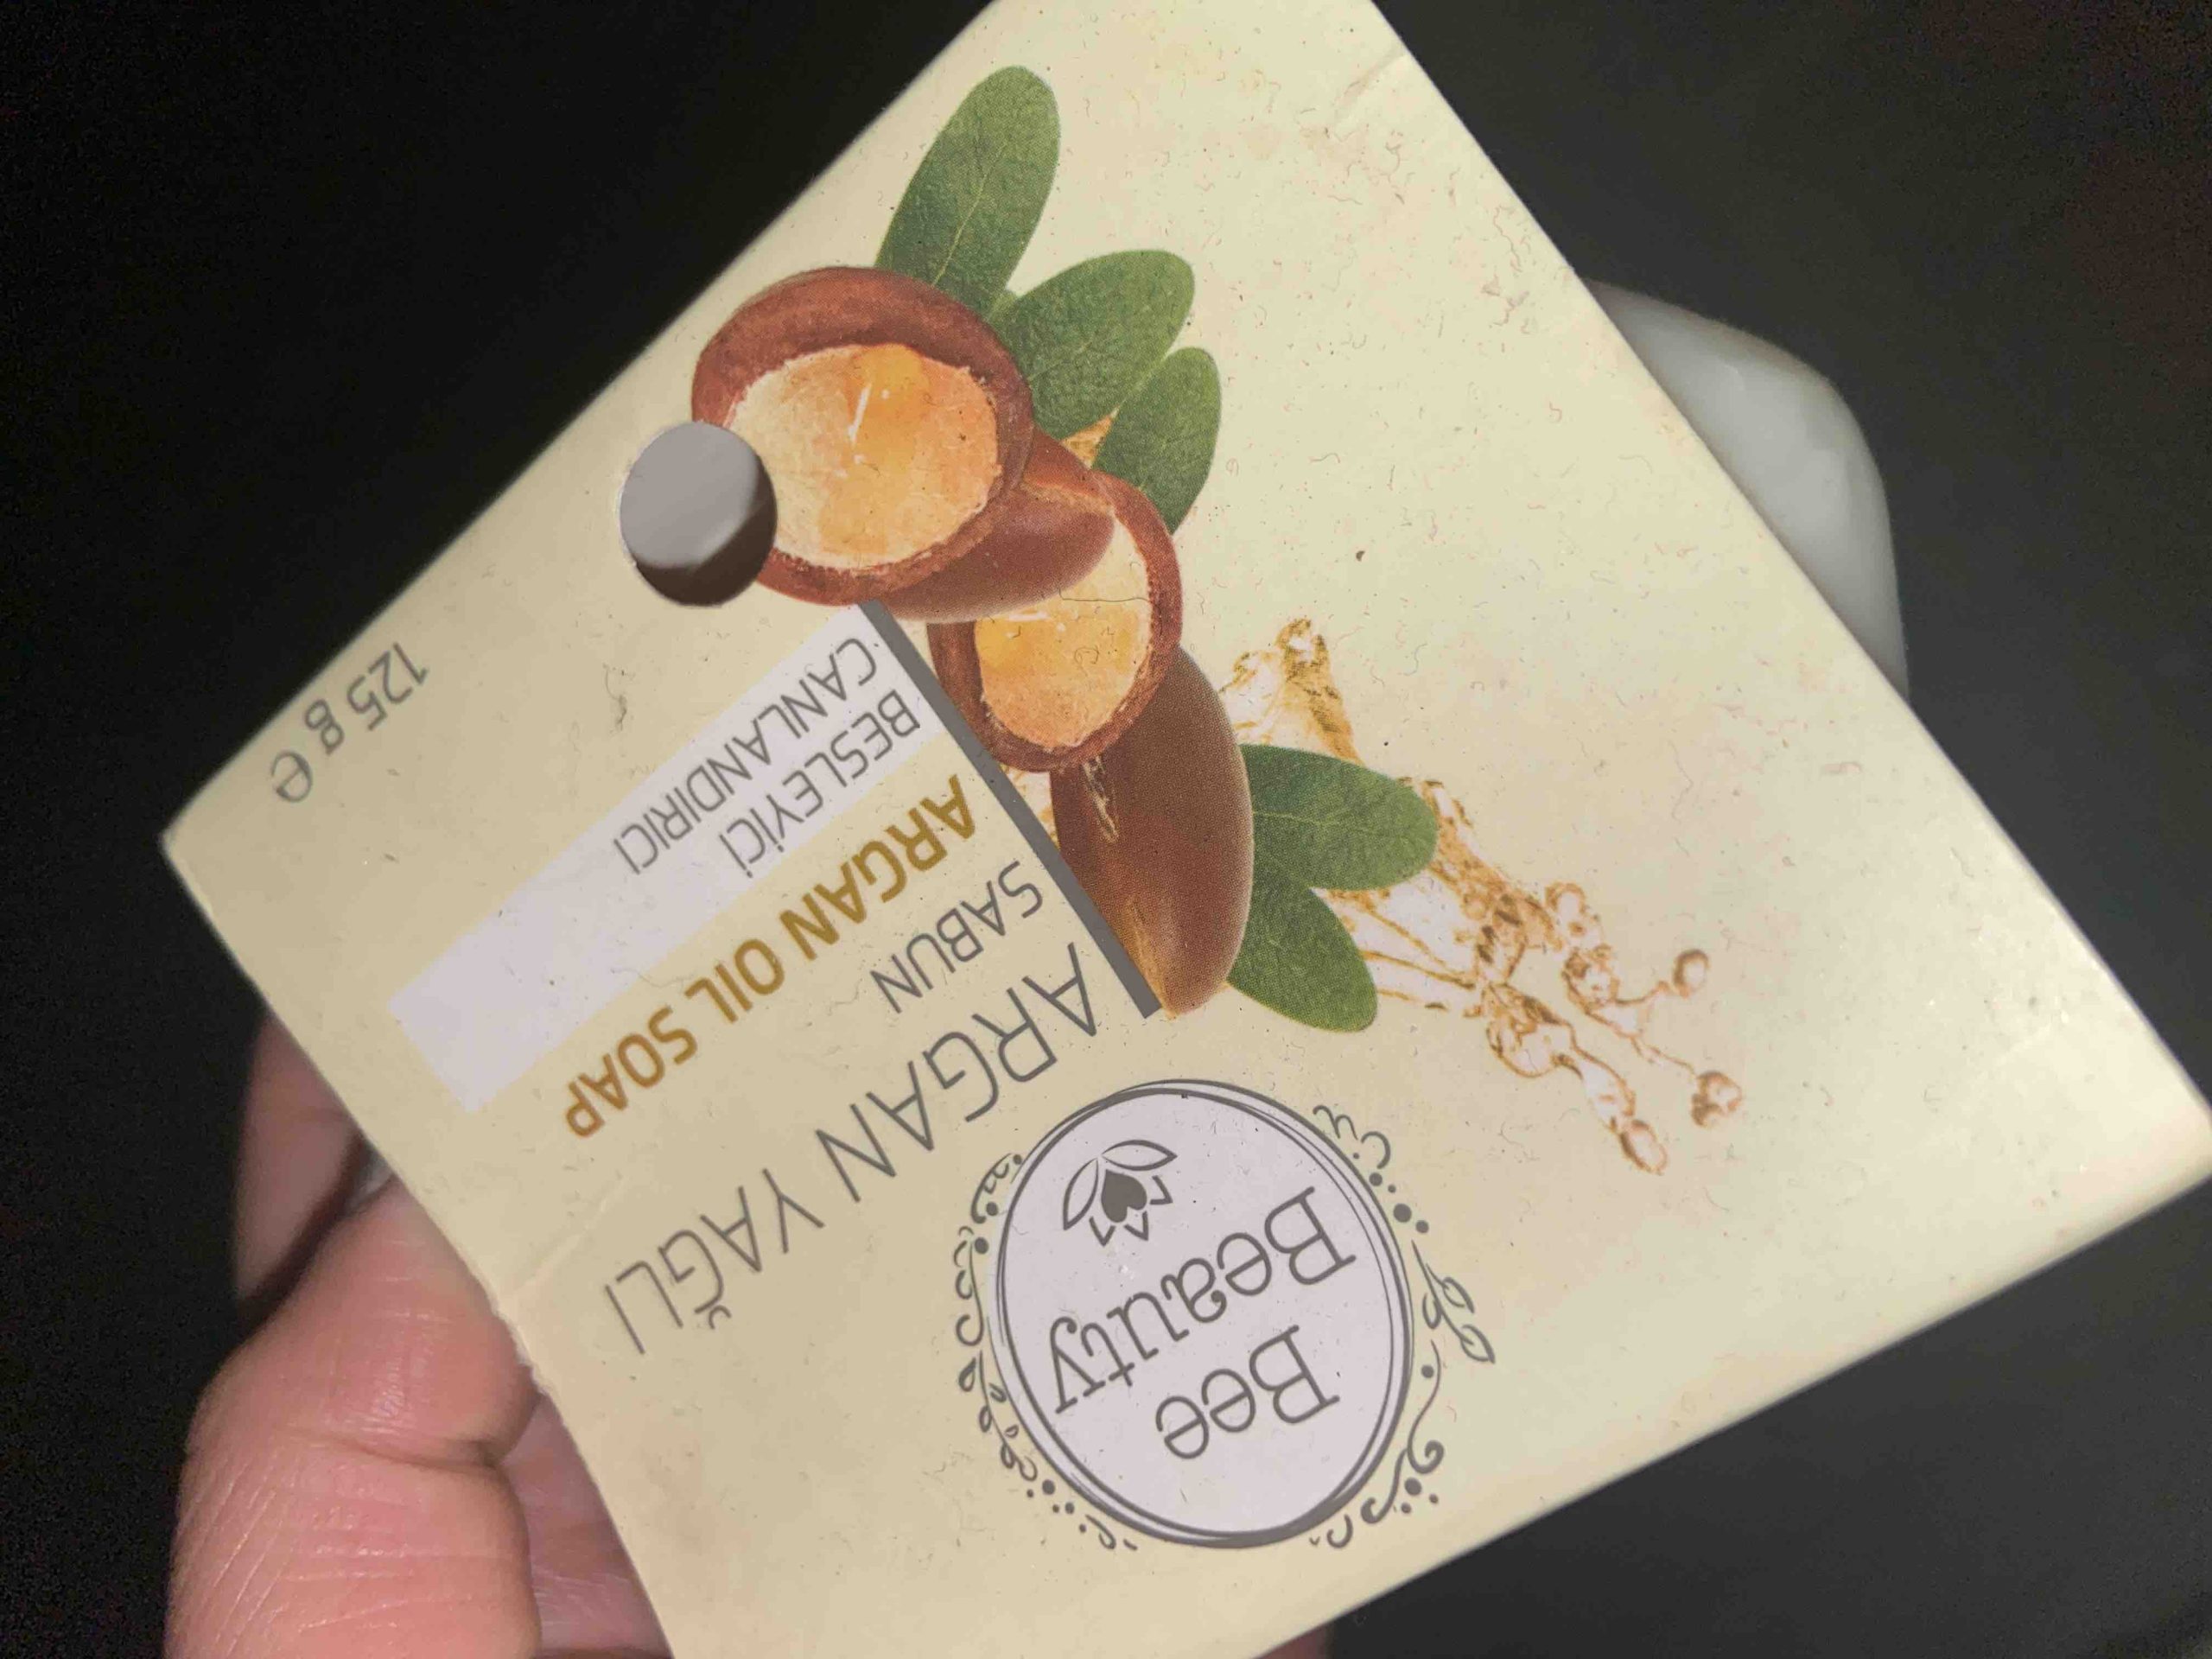 Bee
Beauty
ARGAN YAĞLI
SABUN
ARGAN OIL SOAP
BESLEYİCİ
CANLANDIRICI
125 g ℮